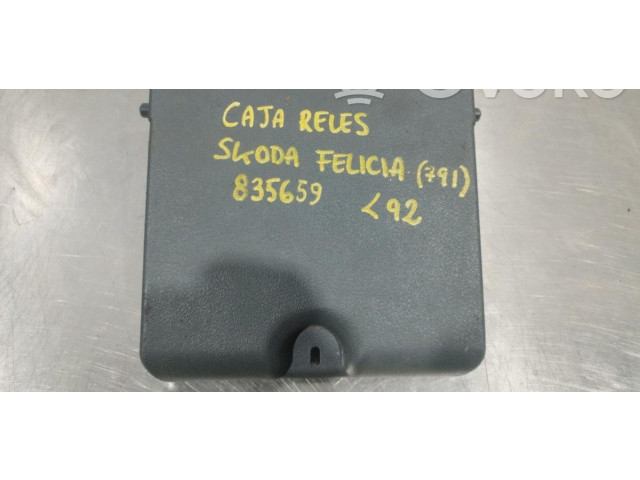 CAJA RELES
SKODA FELICIA (791)
835659 <92